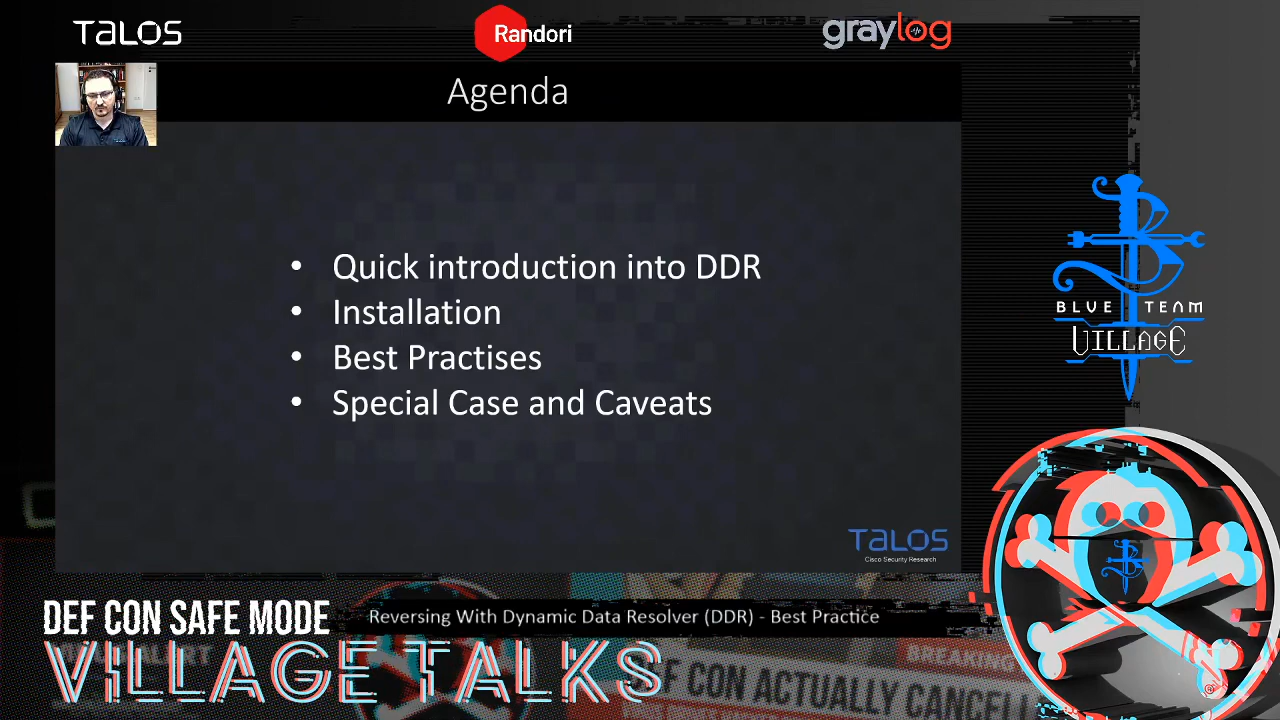 TALOS
Randori
graylog
Agenda
• Quick introduction into DDR
• Installation
• Best Practises
• Special Case and Caveats
BLUE TEAM
VILLAGE
TALOS
Cisco Security Research
DEF CON SAFE MODE
Reversing With Dynamic Data Resolver (DDR) - Best Practice
VILLAGE TALKS
BREAKING
DEF CON ACTUALLY